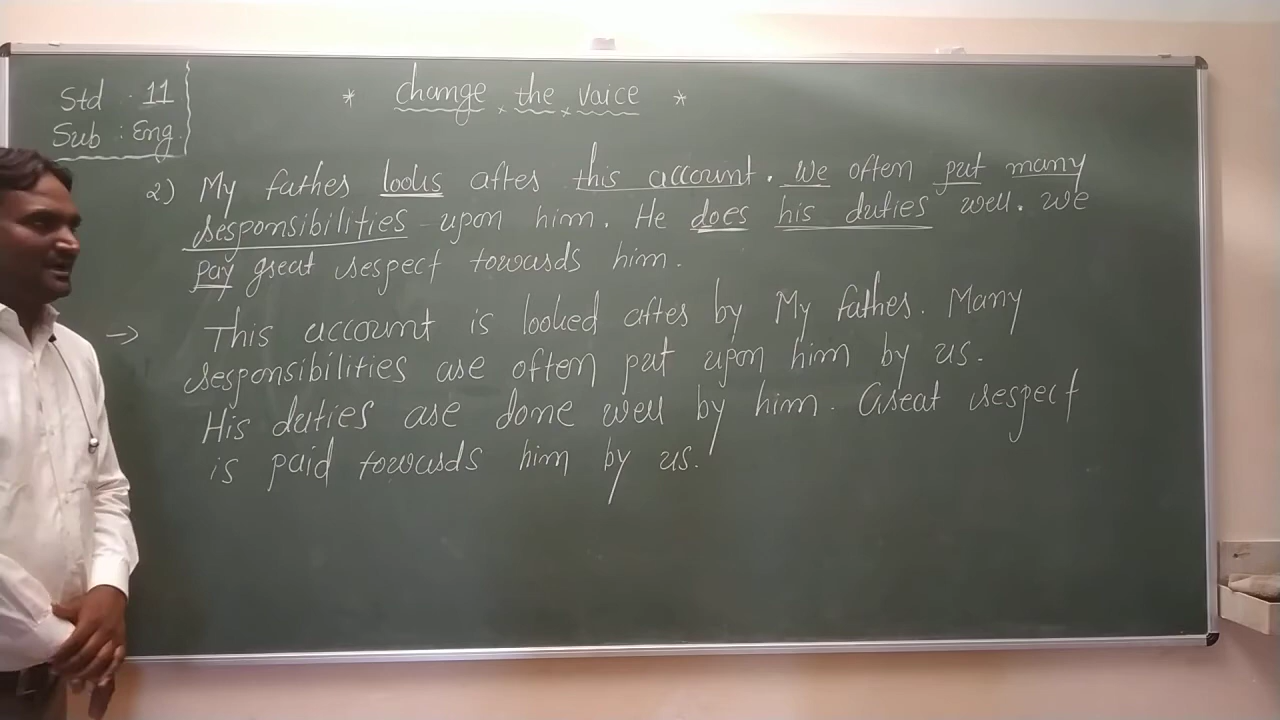 Std : 11
Sub : Eng.
* change the vaice *
2) My father looks after this account. We often put many
responsibilities upon him. He does his duties well. we
pay great respect towards him.
→ This account is looked after by My father. Many
responsibilities are often put upon him by us.
His duties are done well by him. Great respect
is paid towards him by us.